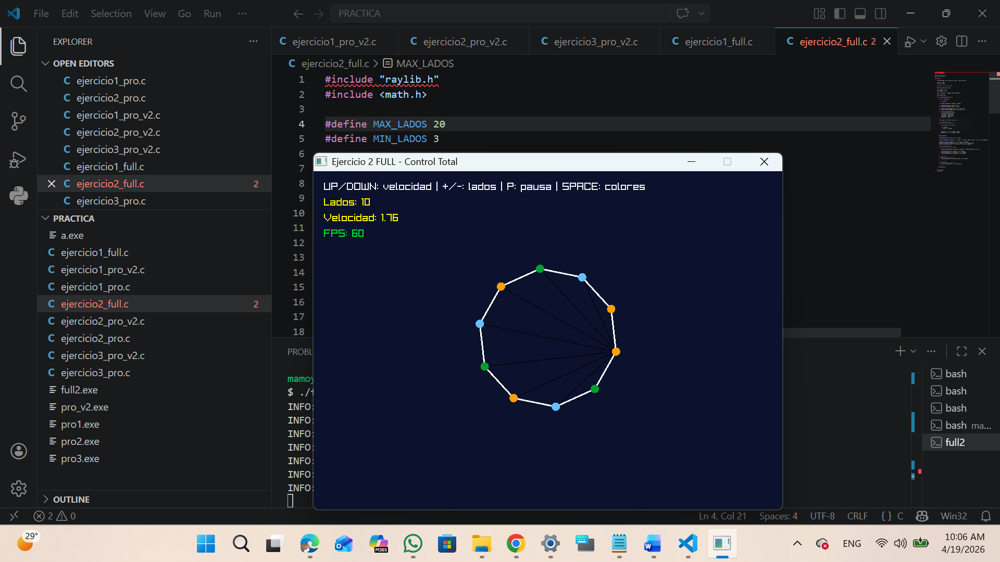 File Edit Selection View Go Run ···
PRACTICA
EXPLORER
OPEN EDITORS
C ejercicio1_pro.c
C ejercicio2_pro.c
C ejercicio1_pro_v2.c
C ejercicio2_pro_v2.c
C ejercicio3_pro_v2.c
C ejercicio1_full.c
C ejercicio2_full.c 2
C ejercicio3_pro.c
PRACTICA
a.exe
C ejercicio1_full.c
C ejercicio1_pro_v2.c
C ejercicio1_pro.c
C ejercicio2_full.c 2
C ejercicio2_pro_v2.c
C ejercicio2_pro.c
C ejercicio3_pro_v2.c
C ejercicio3_pro.c
full2.exe
pro_v2.exe
pro1.exe
pro2.exe
pro3.exe
OUTLINE
C ejercicio1_pro_v2.c C ejercicio2_pro_v2.c C ejercicio3_pro_v2.c C ejercicio1_full.c C ejercicio2_full.c 2
C ejercicio2_full.c > MAX_LADOS
1 #include "raylib.h"
2 #include <math.h>
3
4 #define MAX_LADOS 20
5 #define MIN_LADOS 3
6
7
8
9
10
11
12
13
14
15
16
17
18
Ejercicio 2 FULL - Control Total
UP/DOWN: velocidad | +/-: lados | P: pausa | SPACE: colores
Lados: 10
Velocidad: 1.76
FPS: 60
PROBL
mamoy
$ ./f
INFO:
INFO:
INFO:
INFO:
INFO:
INFO:
INFO:
bash
bash
bash
bash ma...
full2
2 0
Ln 4, Col 21 Spaces: 4 UTF-8 CRLF {} C Win32
29°
M365
ENG
10:06 AM
4/19/2026